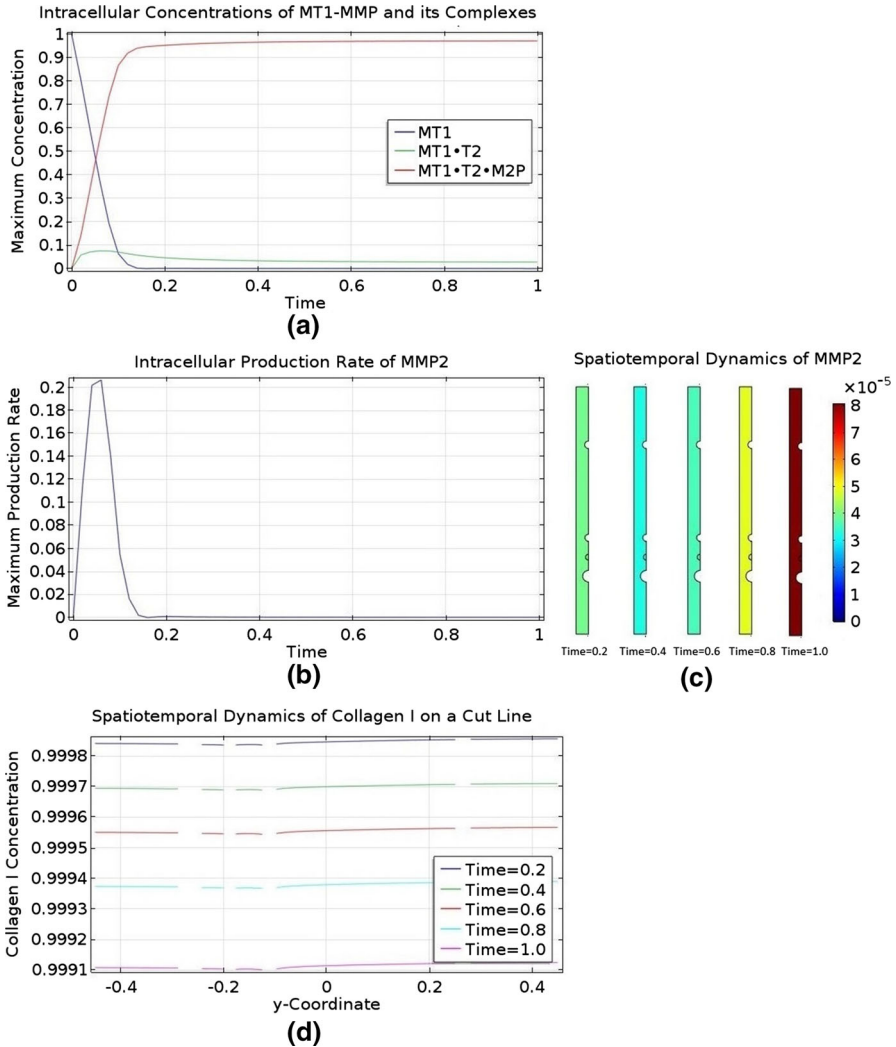 Intracellular Concentrations of MT1-MMP and its Complexes
Maximum Concentration
1
0.9
0.8
0.7
0.6
0.5
0.4
0.3
0.2
0.1
0
MT1
MT1•T2
MT1•T2•M2P
0 0.2 0.4 0.6 0.8 1
Time
(a)
Intracellular Production Rate of MMP2
Maximum Production Rate
0.2
0.18
0.16
0.14
0.12
0.1
0.08
0.06
0.04
0.02
0
0 0.2 0.4 0.6 0.8 1
Time
(b)
Spatiotemporal Dynamics of MMP2
×10⁻⁵
8
7
6
5
4
3
2
1
0
Time=0.2 Time=0.4 Time=0.6 Time=0.8 Time=1.0
(c)
Spatiotemporal Dynamics of Collagen I on a Cut Line
Collagen I Concentration
0.9998
0.9997
0.9996
0.9995
0.9994
0.9993
0.9992
0.9991
Time=0.2
Time=0.4
Time=0.6
Time=0.8
Time=1.0
-0.4 -0.2 0 0.2 0.4
y-Coordinate
(d)